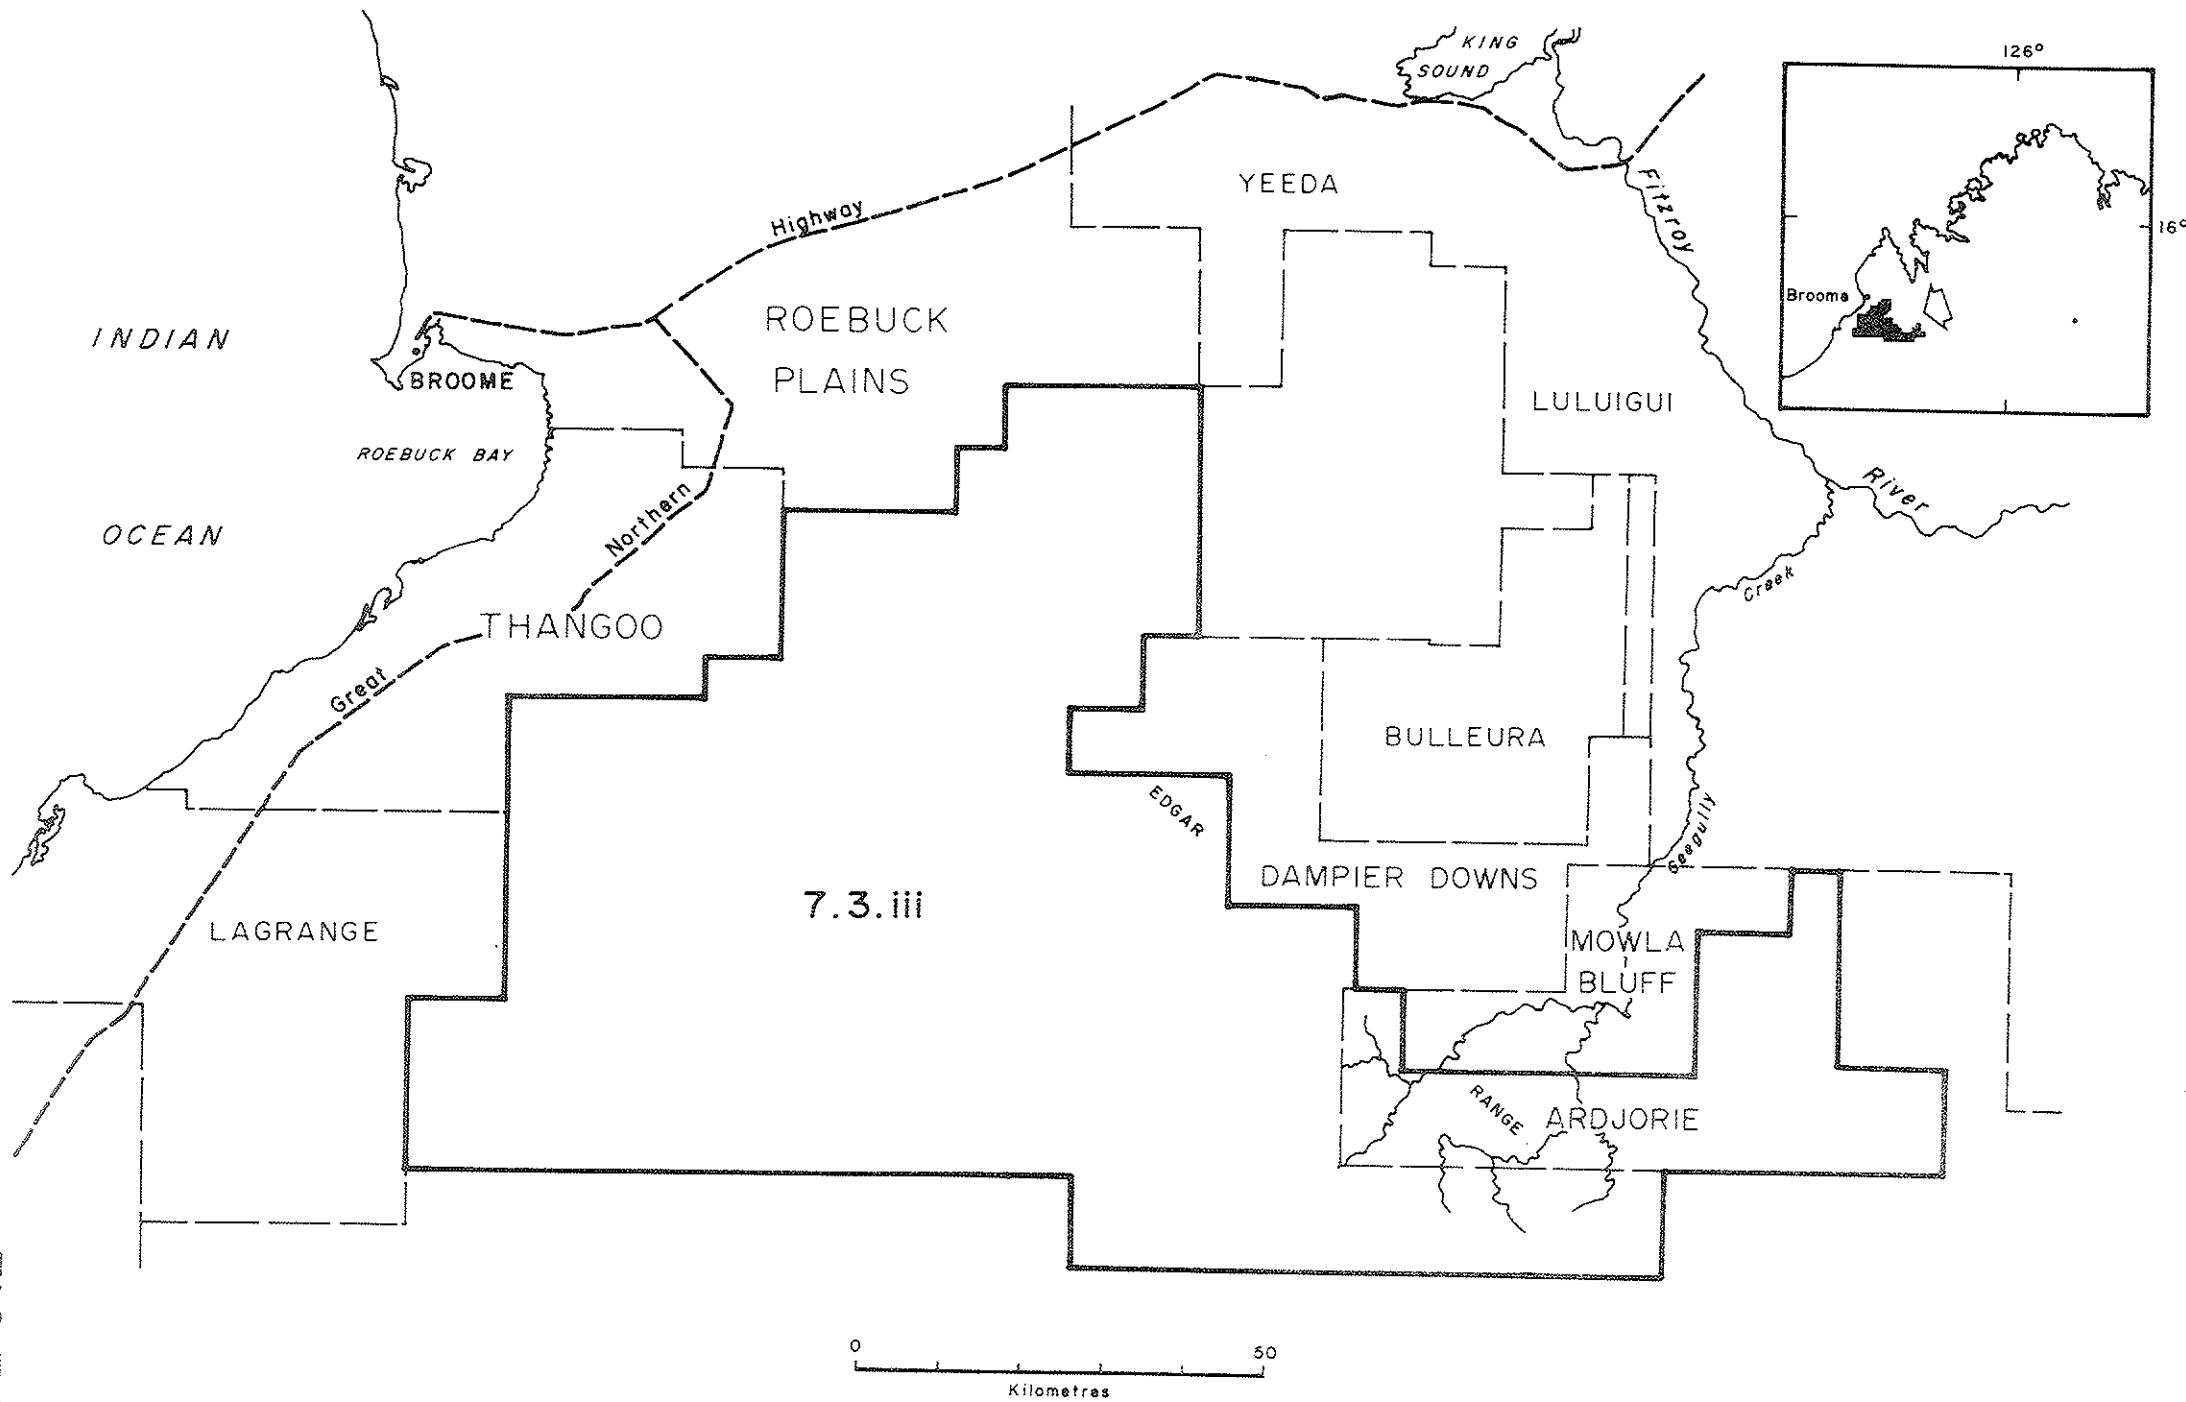 KING
SOUND
126°
16°
Broome
YEEDA
Fitzroy
River
Highway
ROEBUCK
PLAINS
INDIAN
OCEAN
BROOME
ROEBUCK BAY
LULUIGUI
Northern
THANGOO
Great
Creek
BULLEURA
EDGAR
Geegully
DAMPIER DOWNS
7.3.iii
LAGRANGE
MOWLA
BLUFF
RANGE
ARDJORIE
0
50
Kilometres